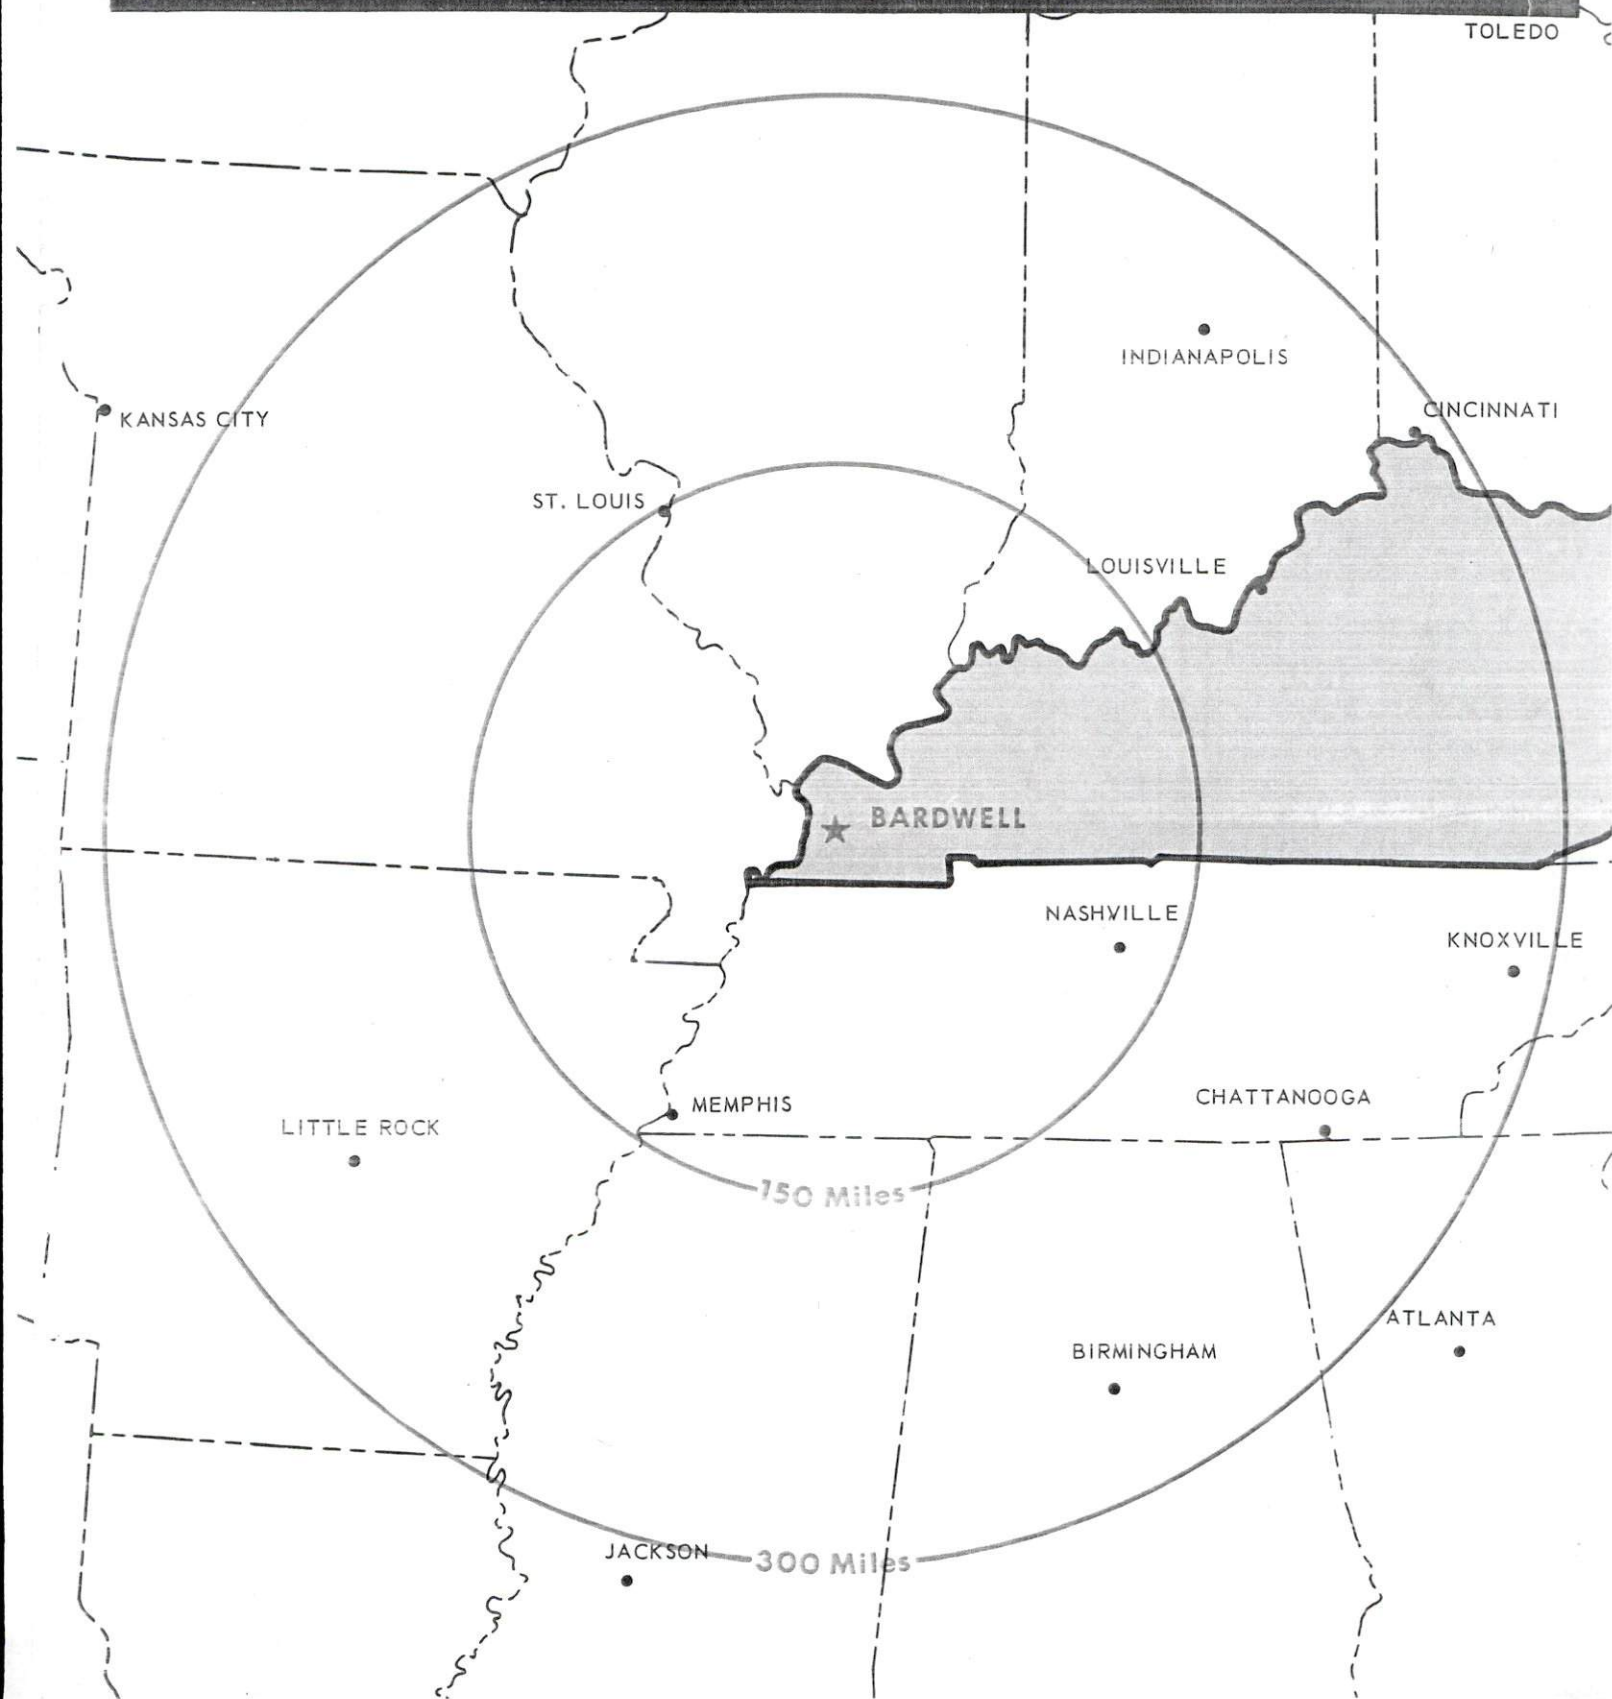 TOLEDO
INDIANAPOLIS
CINCINNATI
KANSAS CITY
ST. LOUIS
LOUISVILLE
BARDWELL
NASHVILLE
KNOXVILLE
CHATTANOOGA
MEMPHIS
LITTLE ROCK
150 Miles
ATLANTA
BIRMINGHAM
JACKSON
300 Miles